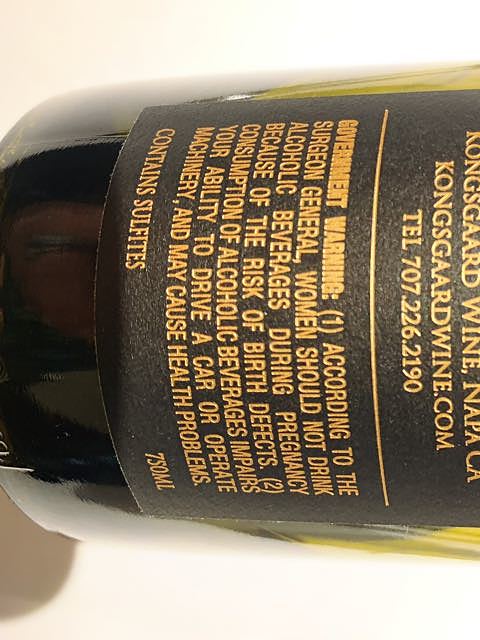 KONGSGAARD WINE, NAPA CA
KONGSGAARDWINE.COM
TEL 707.226.2190
GOVERNMENT WARNING: (1) ACCORDING TO THE
SURGEON GENERAL, WOMEN SHOULD NOT DRINK
ALCOHOLIC BEVERAGES DURING PREGNANCY
BECAUSE OF THE RISK OF BIRTH DEFECTS. (2)
CONSUMPTION OF ALCOHOLIC BEVERAGES IMPAIRS
YOUR ABILITY TO DRIVE A CAR OR OPERATE
MACHINERY, AND MAY CAUSE HEALTH PROBLEMS.
CONTAINS SULFITES 750ML